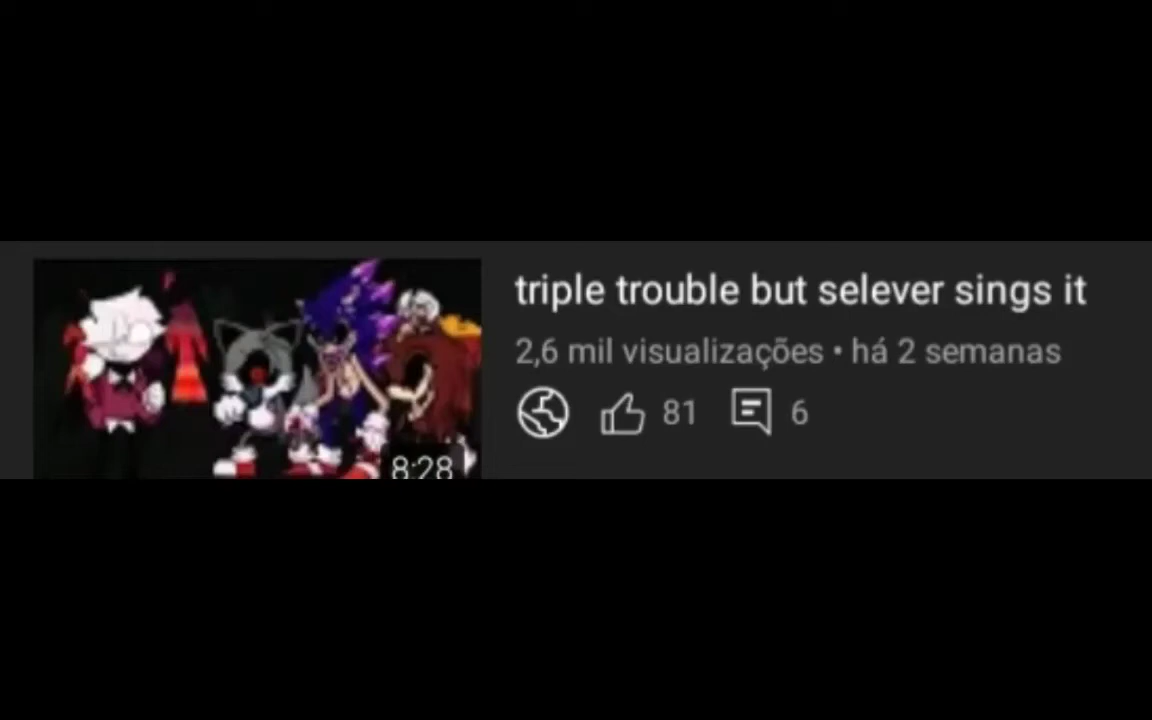 triple trouble but selever sings it
2,6 mil visualizações • há 2 semanas
81 6
8:28